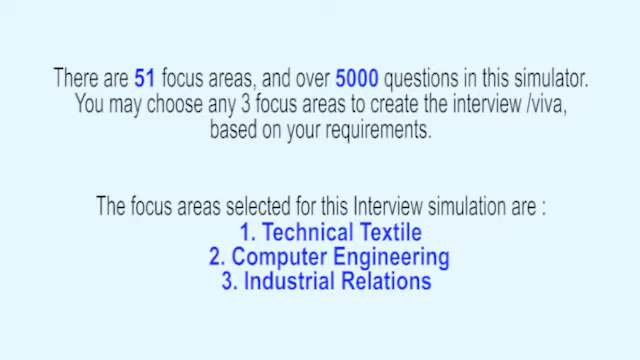 There are 51 focus areas, and over 5000 questions in this simulator.
You may choose any 3 focus areas to create the interview /viva,
based on your requirements.
The focus areas selected for this Interview simulation are :
1. Technical Textile
2. Computer Engineering
3. Industrial Relations